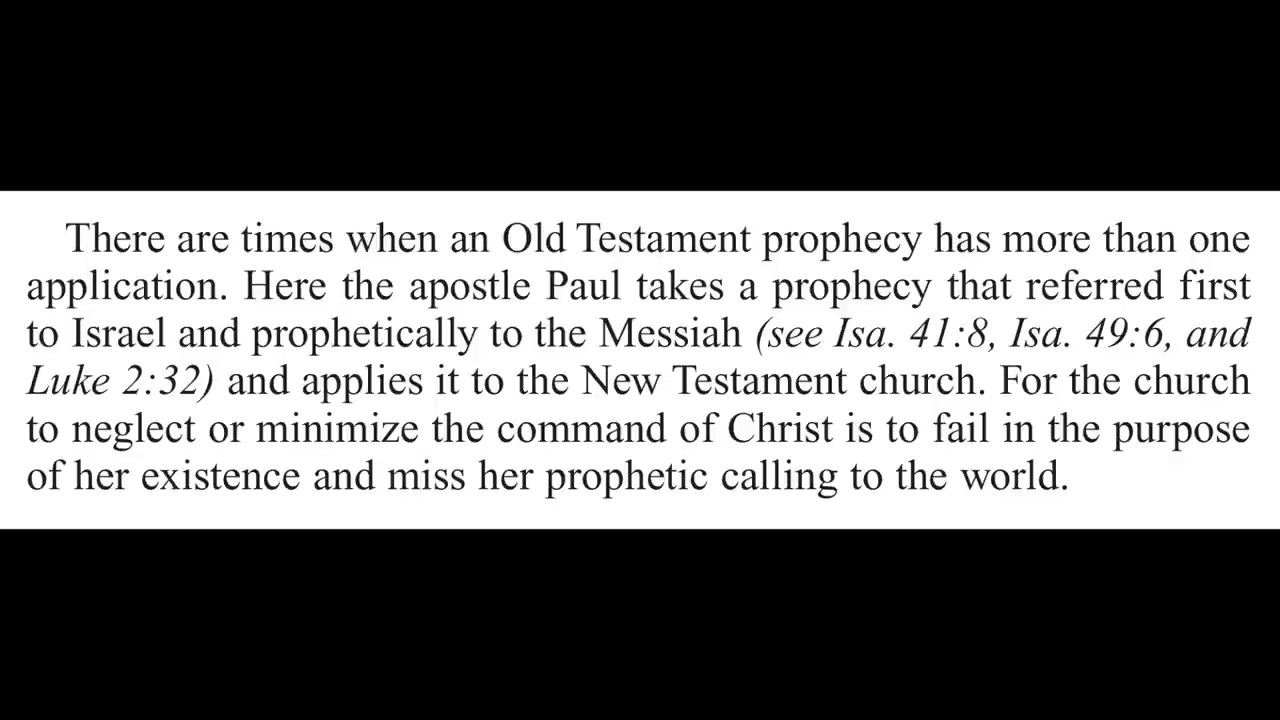 There are times when an Old Testament prophecy has more than one
application. Here the apostle Paul takes a prophecy that referred first
to Israel and prophetically to the Messiah (see Isa. 41:8, Isa. 49:6, and
Luke 2:32) and applies it to the New Testament church. For the church
to neglect or minimize the command of Christ is to fail in the purpose
of her existence and miss her prophetic calling to the world.